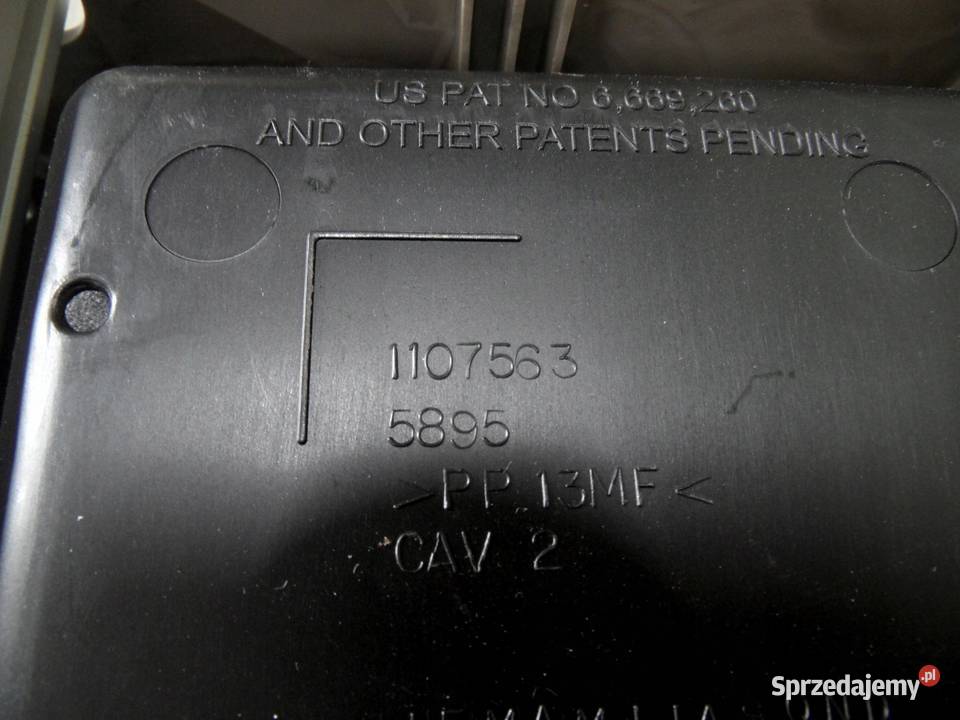 US PAT NO 6,669,260
AND OTHER PATENTS PENDING
1107563
5895
>PP 13MF<
CAV 2
Sprzedajemy.pl